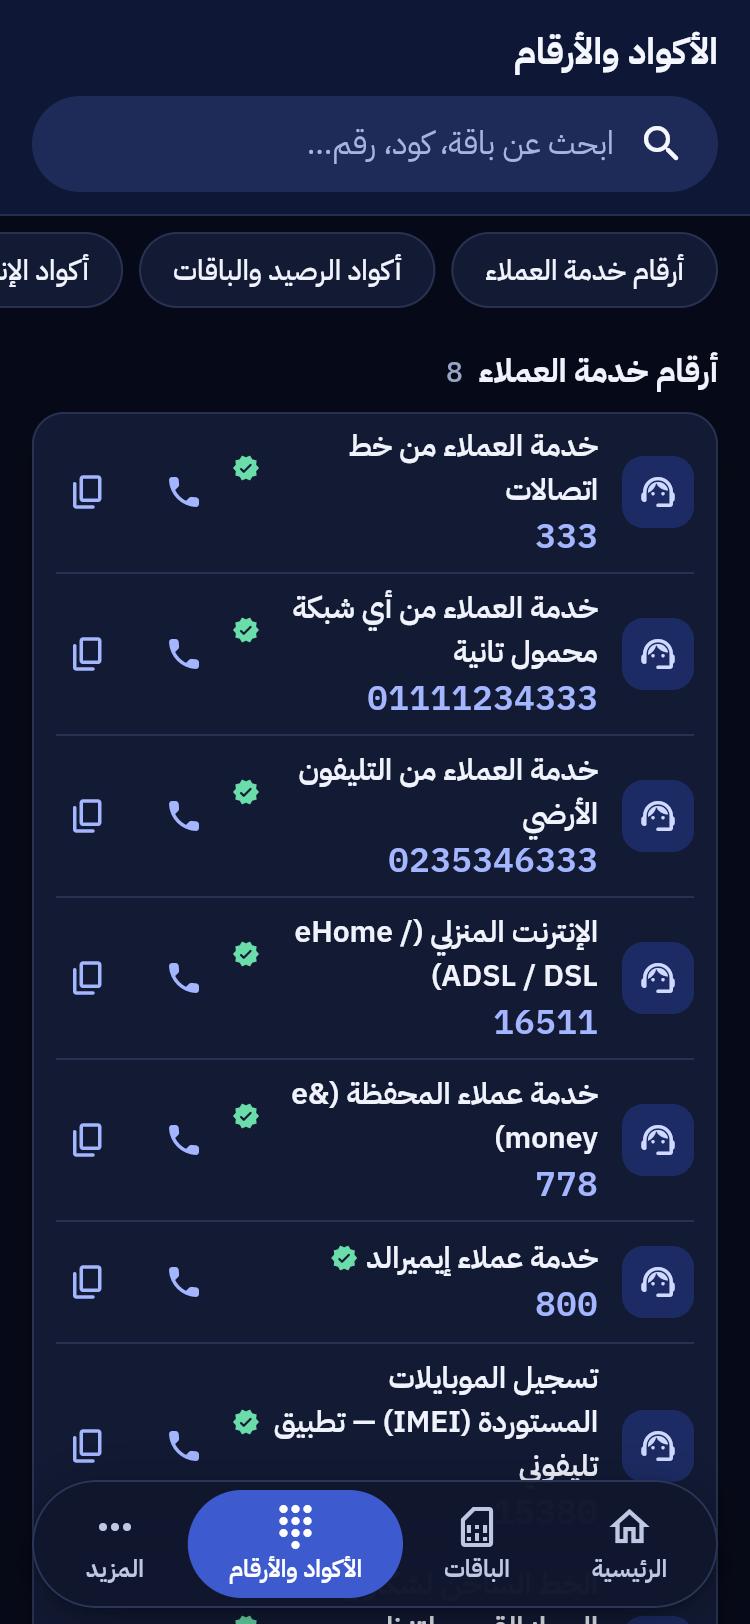 الأكواد والأرقام
ابحث عن باقة، كود، رقم...
أرقام خدمة العملاء
أكواد الرصيد والباقات
أكواد
أرقام خدمة العملاء 8
خدمة العملاء من خط
اتصالات
333
خدمة العملاء من أي شبكة
محمول تانية
01111234333
خدمة العملاء من التليفون
الأرضي
0235346333
الإنترنت المنزلي (eHome /
ADSL / DSL)
16511
خدمة عملاء المحفظة (e&
money)
778
خدمة عملاء إيميرالد
800
تسجيل الموبايلات
المستوردة (IMEI) — تطبيق
تليفوني
15380
الرئيسية
الباقات
الأكواد والأرقام
المزيد